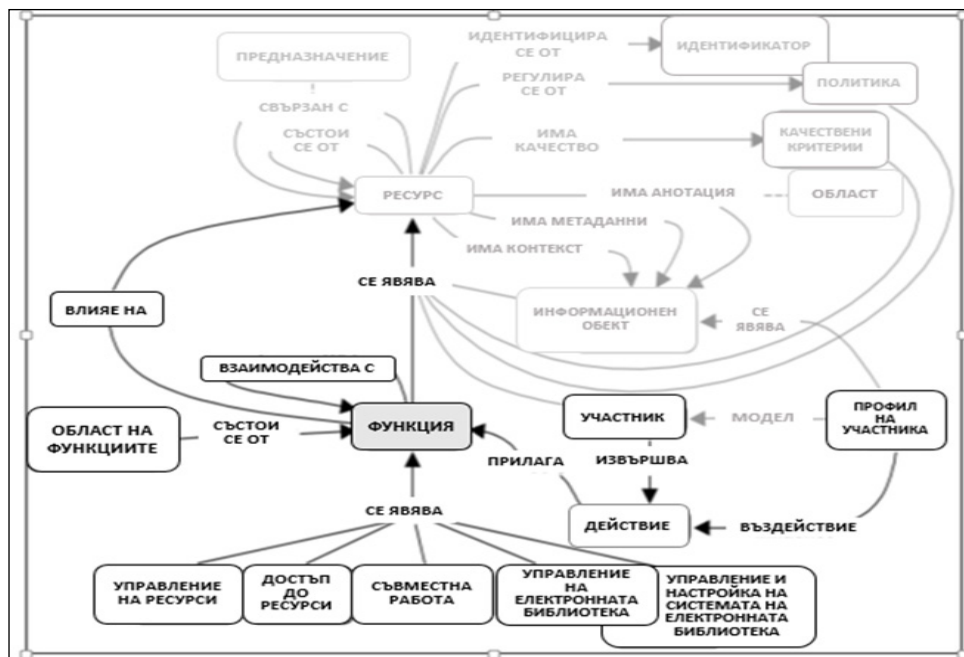 ИДЕНТИФИЦИРА
СЕ ОТ
ИДЕНТИФИКАТОР
ПРЕДНАЗНАЧЕНИЕ
РЕГУЛИРА
СЕ ОТ
ПОЛИТИКА
СВЪРЗАН С
СЪСТОИ
СЕ ОТ
ИМА
КАЧЕСТВО
КАЧЕСТВЕНИ
КРИТЕРИИ
РЕСУРС
ИМА АНОТАЦИЯ
ОБЛАСТ
ИМА МЕТАДАННИ
ИМА КОНТЕКСТ
СЕ ЯВЯВА
ВЛИЯЕ НА
ИНФОРМАЦИОНЕН
ОБЕКТ
СЕ
ЯВЯВА
ВЗАИМОДЕЙСТВА С
ОБЛАСТ НА
ФУНКЦИИТЕ
СЪСТОИ
СЕ ОТ
ФУНКЦИЯ
УЧАСТНИК
МОДЕЛ
ПРОФИЛ
НА
УЧАСТНИКА
ПРИЛАГА
ИЗВЪРШВА
СЕ ЯВЯВА
ДЕЙСТВИЕ
ВЪЗДЕЙСТВИЕ
УПРАВЛЕНИЕ
НА РЕСУРСИ
ДОСТЪП
ДО
РЕСУРСИ
СЪВМЕСТНА
РАБОТА
УПРАВЛЕНИЕ
НА
ЕЛЕКТРОННАТА
БИБЛИОТЕКА
УПРАВЛЕНИЕ И
НАСТРОЙКА НА
СИСТЕМАТА НА
ЕЛЕКТРОННАТА
БИБЛИОТЕКА